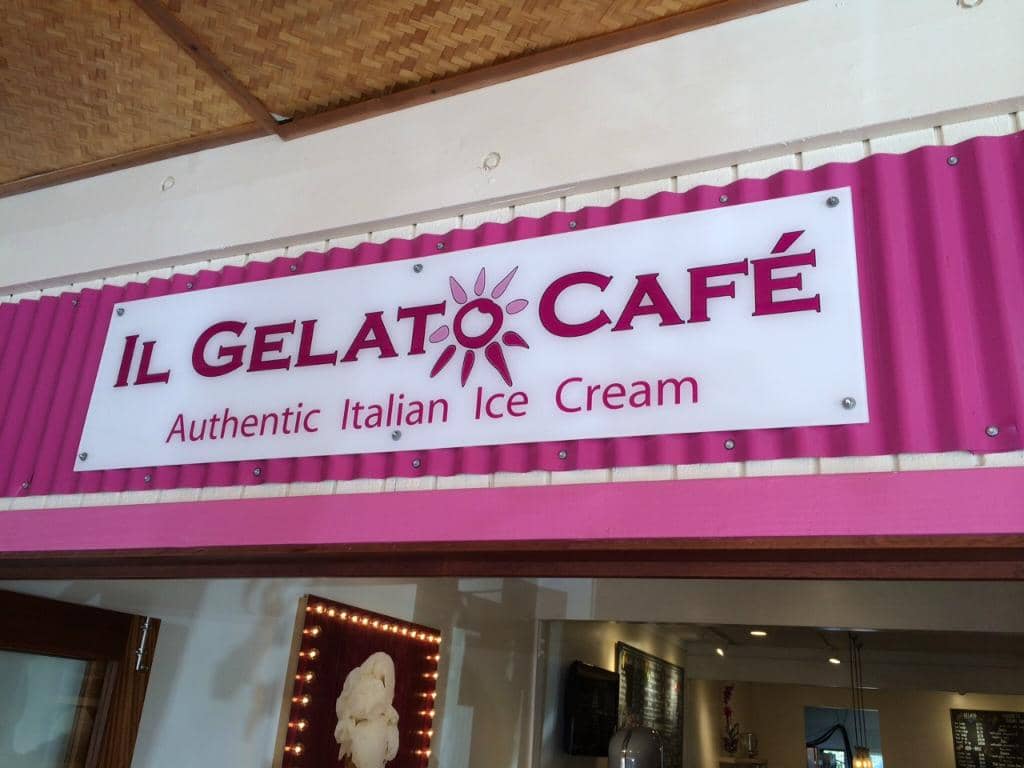 IL GELATO CAFÉ
Authentic Italian Ice Cream